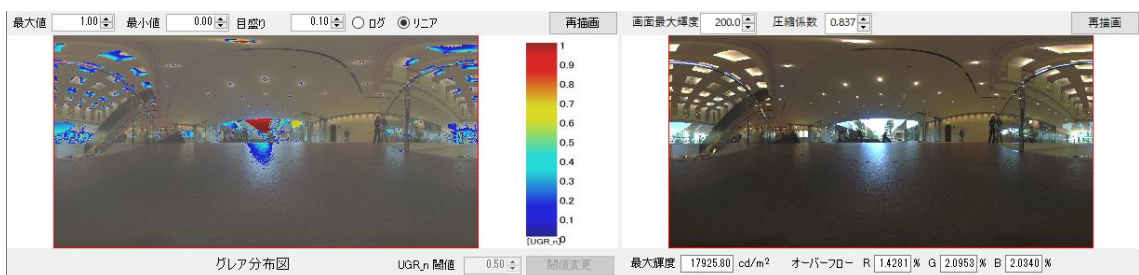 最大値 1.00 最小値 0.00 目盛り 0.10 ログ リニア 再描画
画面最大輝度 200.0 圧縮係数 0.837 再描画
1
0.9
0.8
0.7
0.6
0.5
0.4
0.3
0.2
0.1
0
[UGR_n]
グレア分布図 UGR_n 閾値 0.50 閾値変更
最大輝度 17925.80 cd/m² オーバーフロー R 1.4281 % G 2.0953 % B 2.0340 %